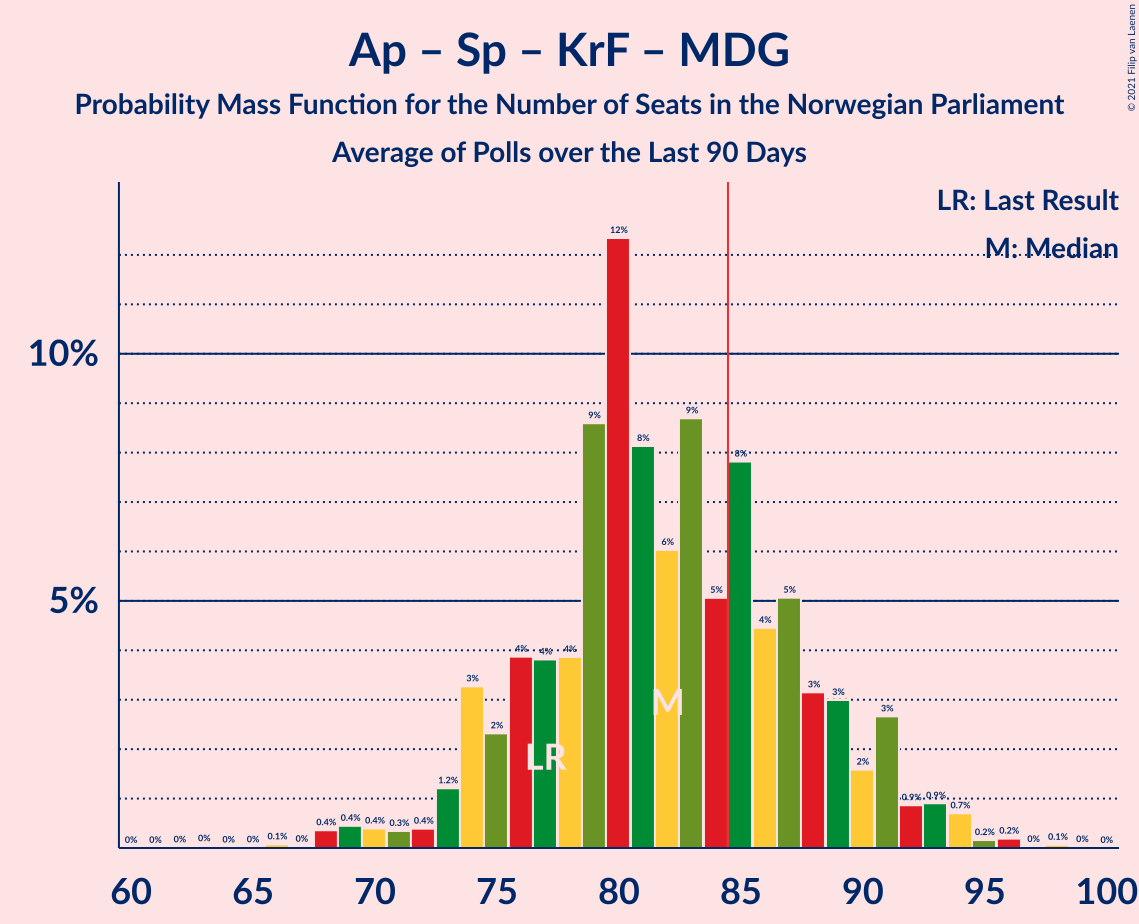 Ap – Sp – KrF – MDG
Probability Mass Function for the Number of Seats in the Norwegian Parliament
Average of Polls over the Last 90 Days
© 2021 Filip van Laenen
LR: Last Result
M: Median
10%
5%
0% 0% 0% 0% 0% 0% 0.1% 0% 0.4% 0.4% 0.4% 0.3% 0.4% 1.2% 3% 2% 4% 4% 4% 9% 12% 8% 6% 9% 5% 8% 4% 5% 3% 3% 2% 3% 0.9% 0.9% 0.7% 0.2% 0.2% 0% 0.1% 0% 0%
M
LR
60 65 70 75 80 85 90 95 100